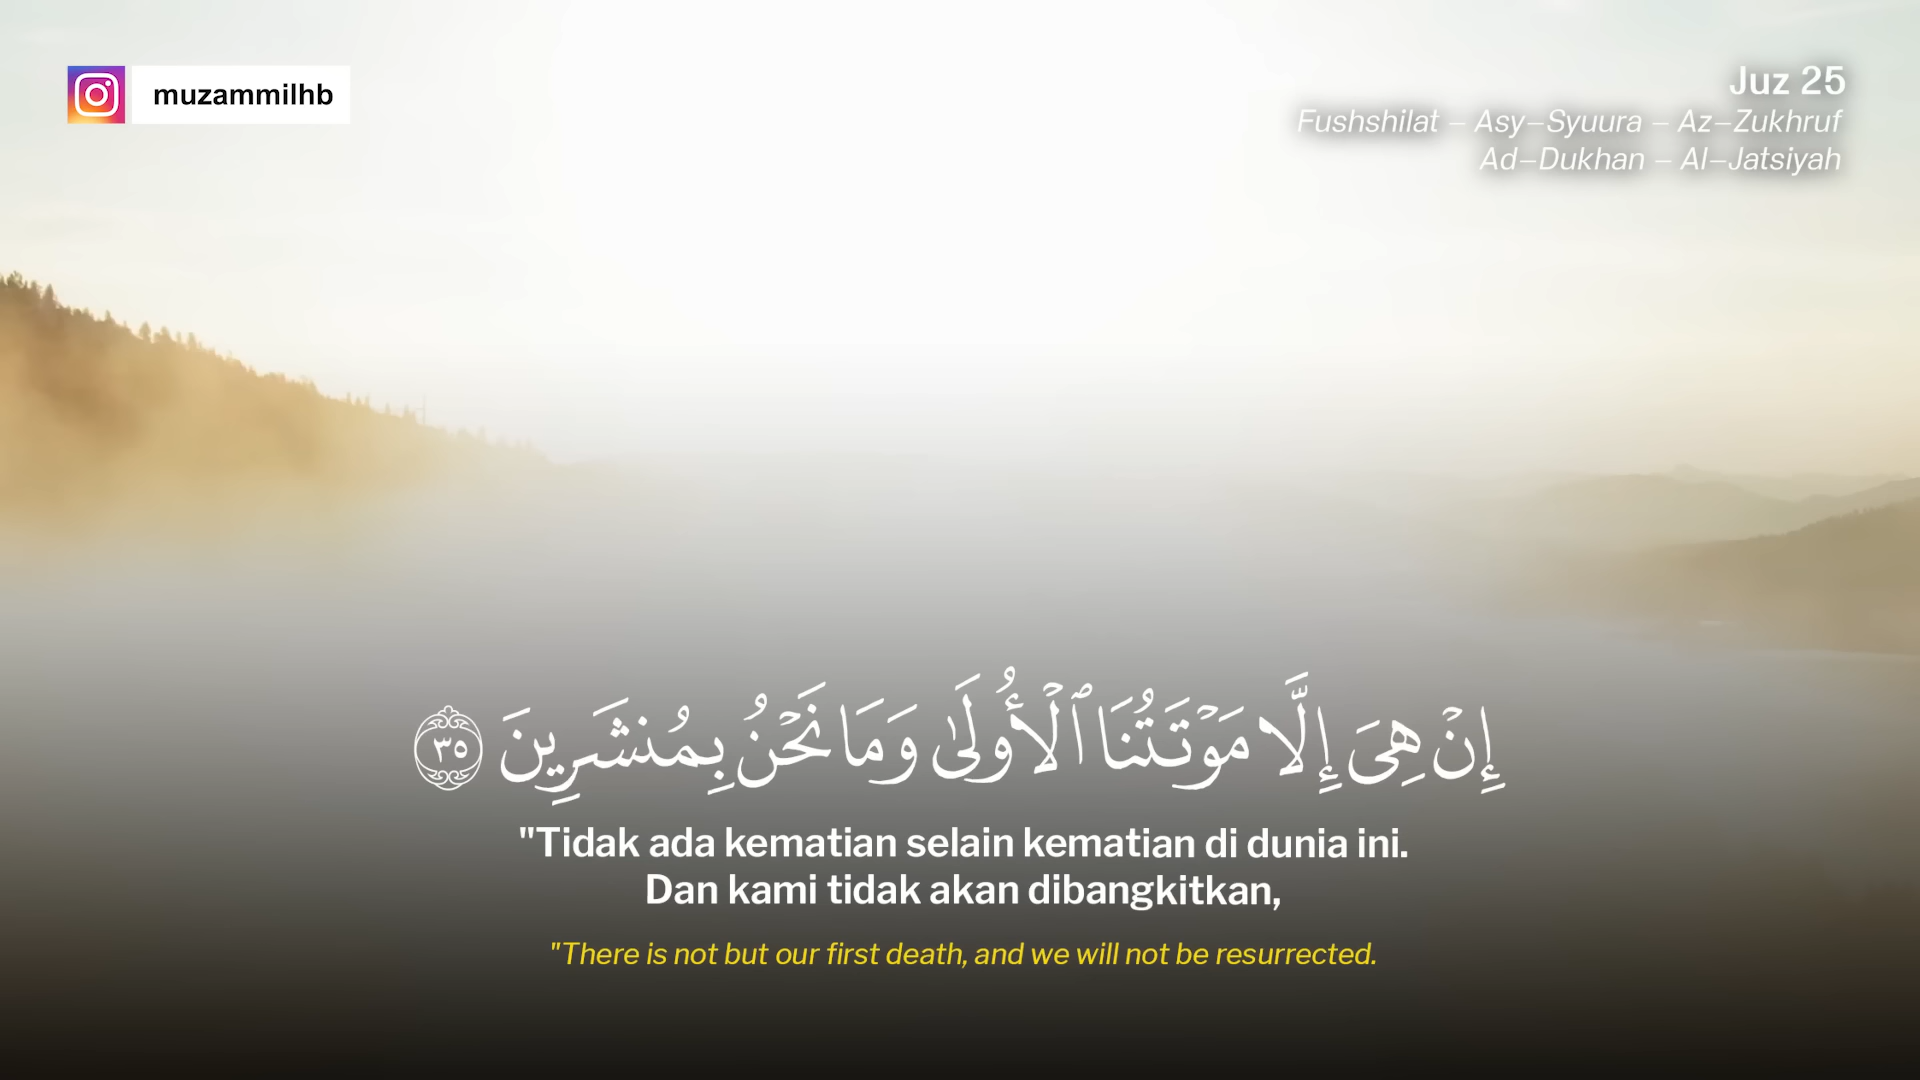 muzammilhb
Juz 25
Fushshilat – Asy–Syuura – Az–Zukhruf
Ad–Dukhan – Al–Jatsiyah
إِنْ هِىَ إِلَّا مَوْتَتُنَا ٱلْأُولَىٰ وَمَا نَحْنُ بِمُنشَرِينَ ٣٥
"Tidak ada kematian selain kematian di dunia ini.
Dan kami tidak akan dibangkitkan,
"There is not but our first death, and we will not be resurrected.